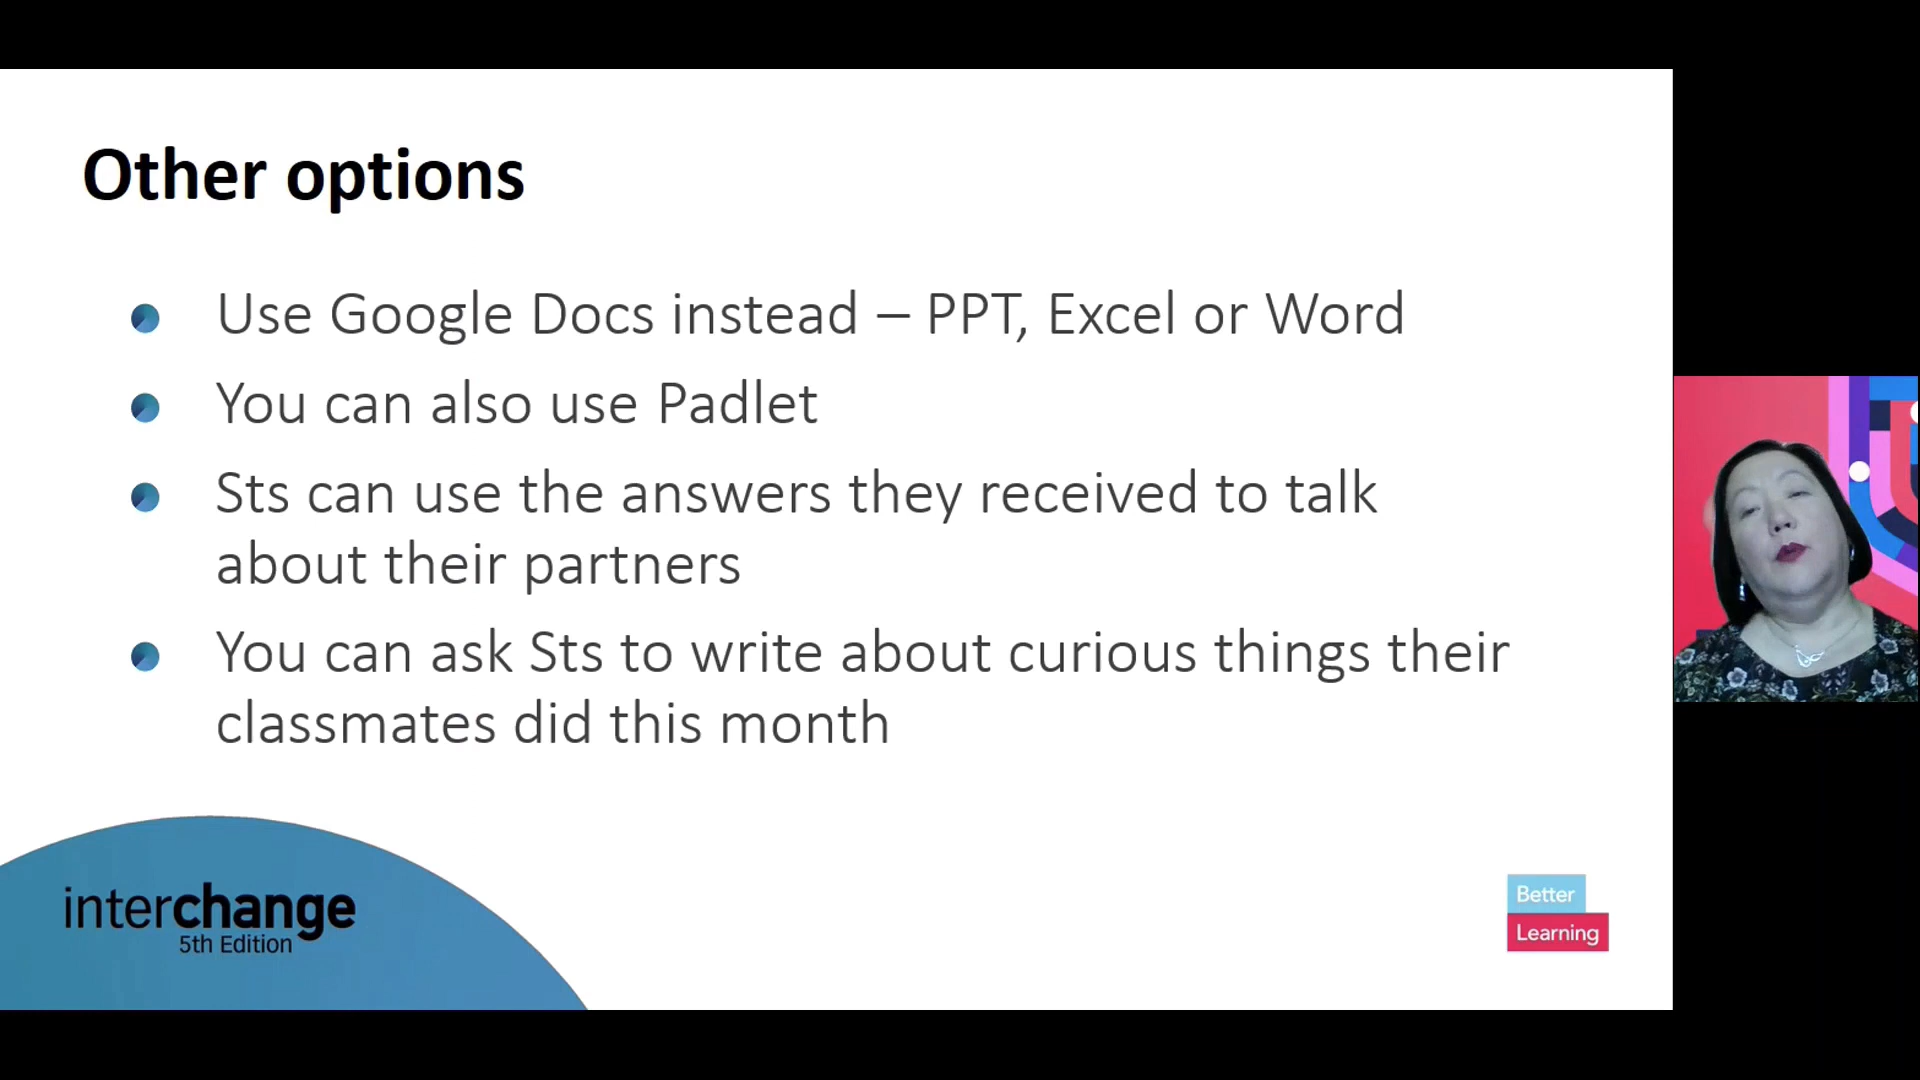 Other options
Use Google Docs instead – PPT, Excel or Word
You can also use Padlet
Sts can use the answers they received to talk
about their partners
You can ask Sts to write about curious things their
classmates did this month
interchange
5th Edition
Better
Learning